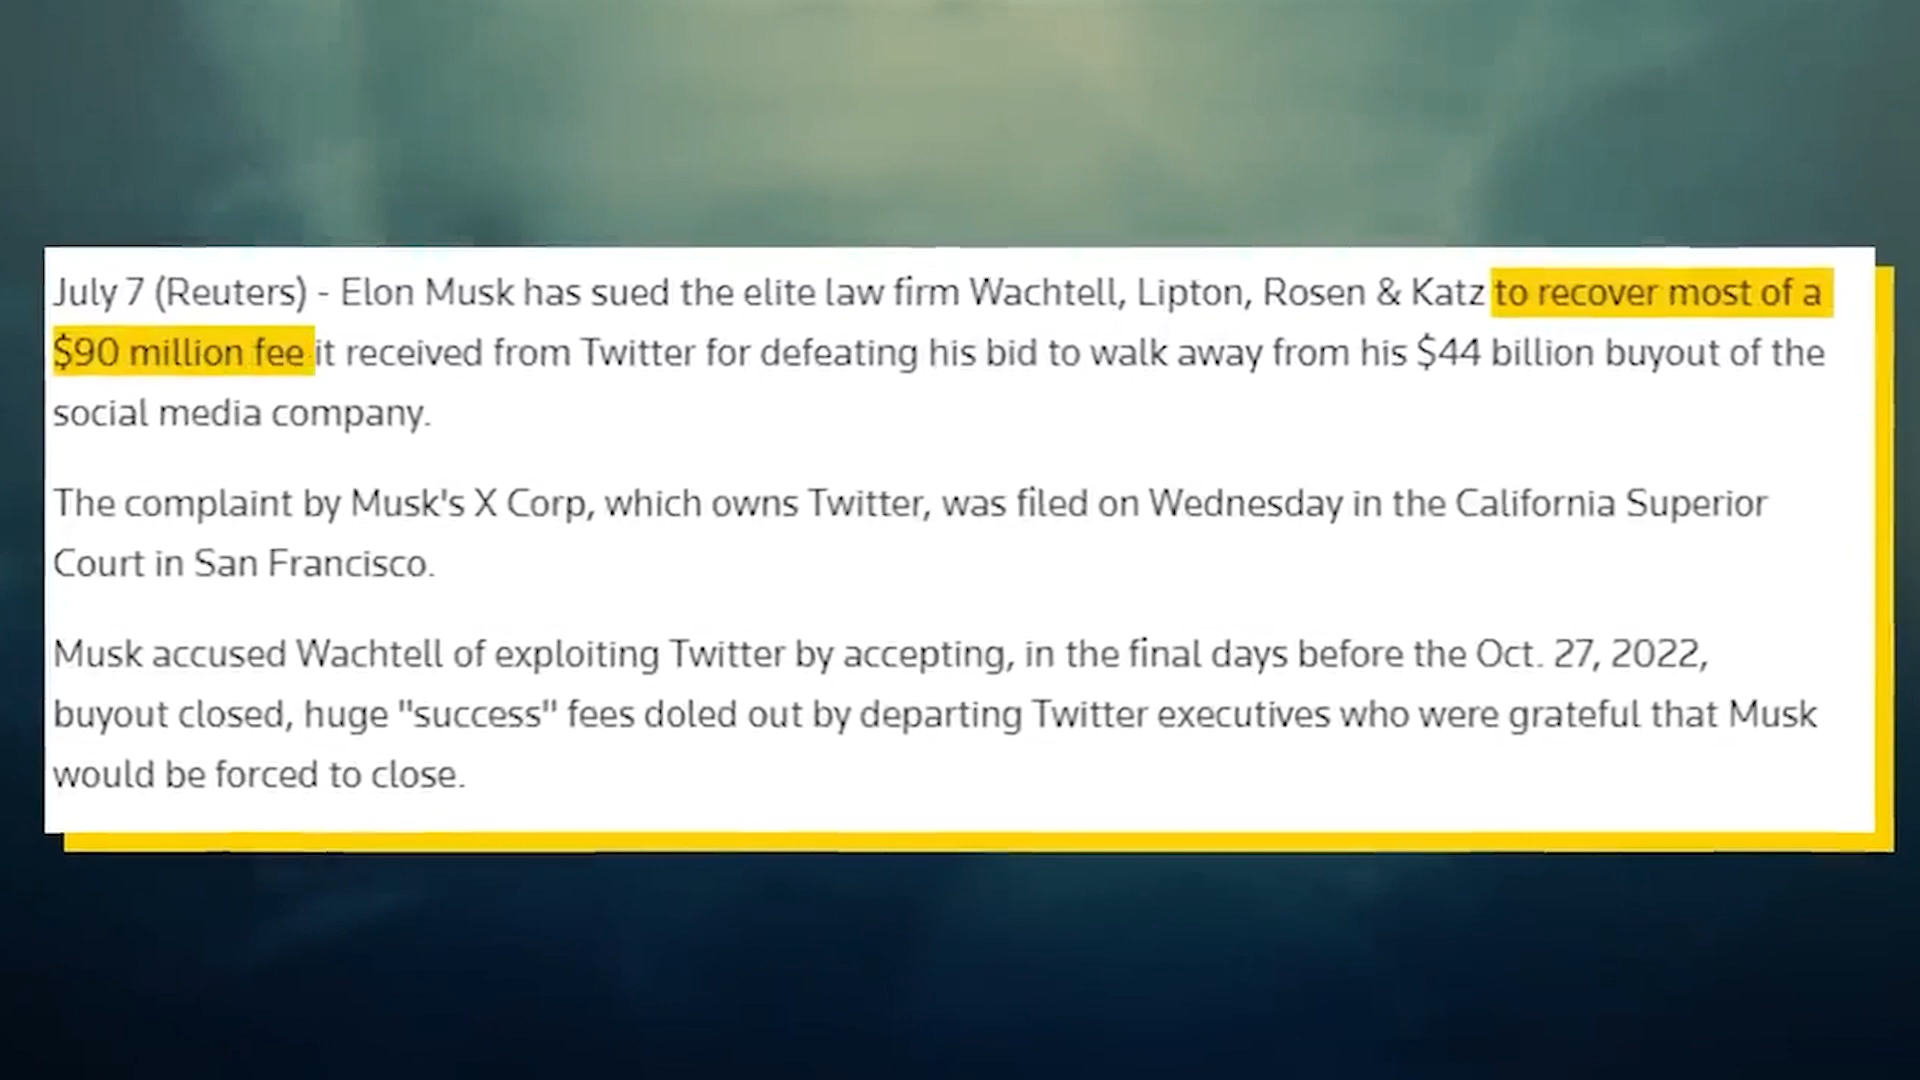 July 7 (Reuters) - Elon Musk has sued the elite law firm Wachtell, Lipton, Rosen & Katz to recover most of a
$90 million fee it received from Twitter for defeating his bid to walk away from his $44 billion buyout of the
social media company.
The complaint by Musk's X Corp, which owns Twitter, was filed on Wednesday in the California Superior
Court in San Francisco.
Musk accused Wachtell of exploiting Twitter by accepting, in the final days before the Oct. 27, 2022,
buyout closed, huge "success" fees doled out by departing Twitter executives who were grateful that Musk
would be forced to close.